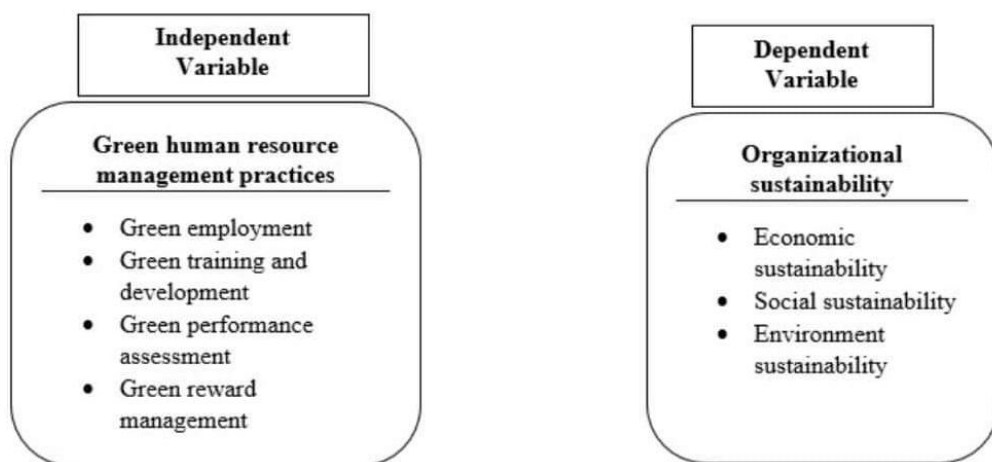 Independent
Variable
Green human resource
management practices
• Green employment
• Green training and
development
• Green performance
assessment
• Green reward
management
Dependent
Variable
Organizational
sustainability
• Economic
sustainability
• Social sustainability
• Environment
sustainability